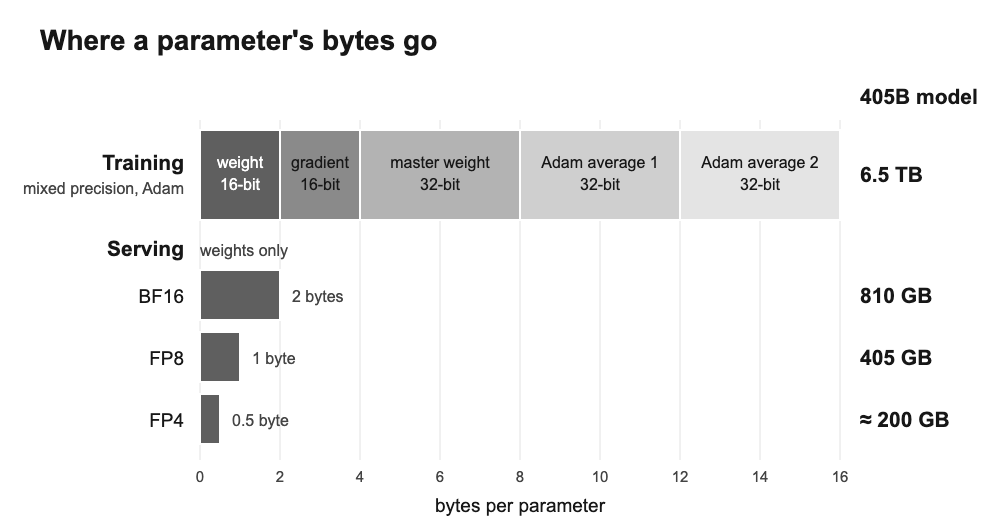 Where a parameter's bytes go
405B model
Training
mixed precision, Adam
weight
16-bit
gradient
16-bit
master weight
32-bit
Adam average 1
32-bit
Adam average 2
32-bit
6.5 TB
Serving
weights only
BF16
2 bytes
810 GB
FP8
1 byte
405 GB
FP4
0.5 byte
≈ 200 GB
0 2 4 6 8 10 12 14 16
bytes per parameter